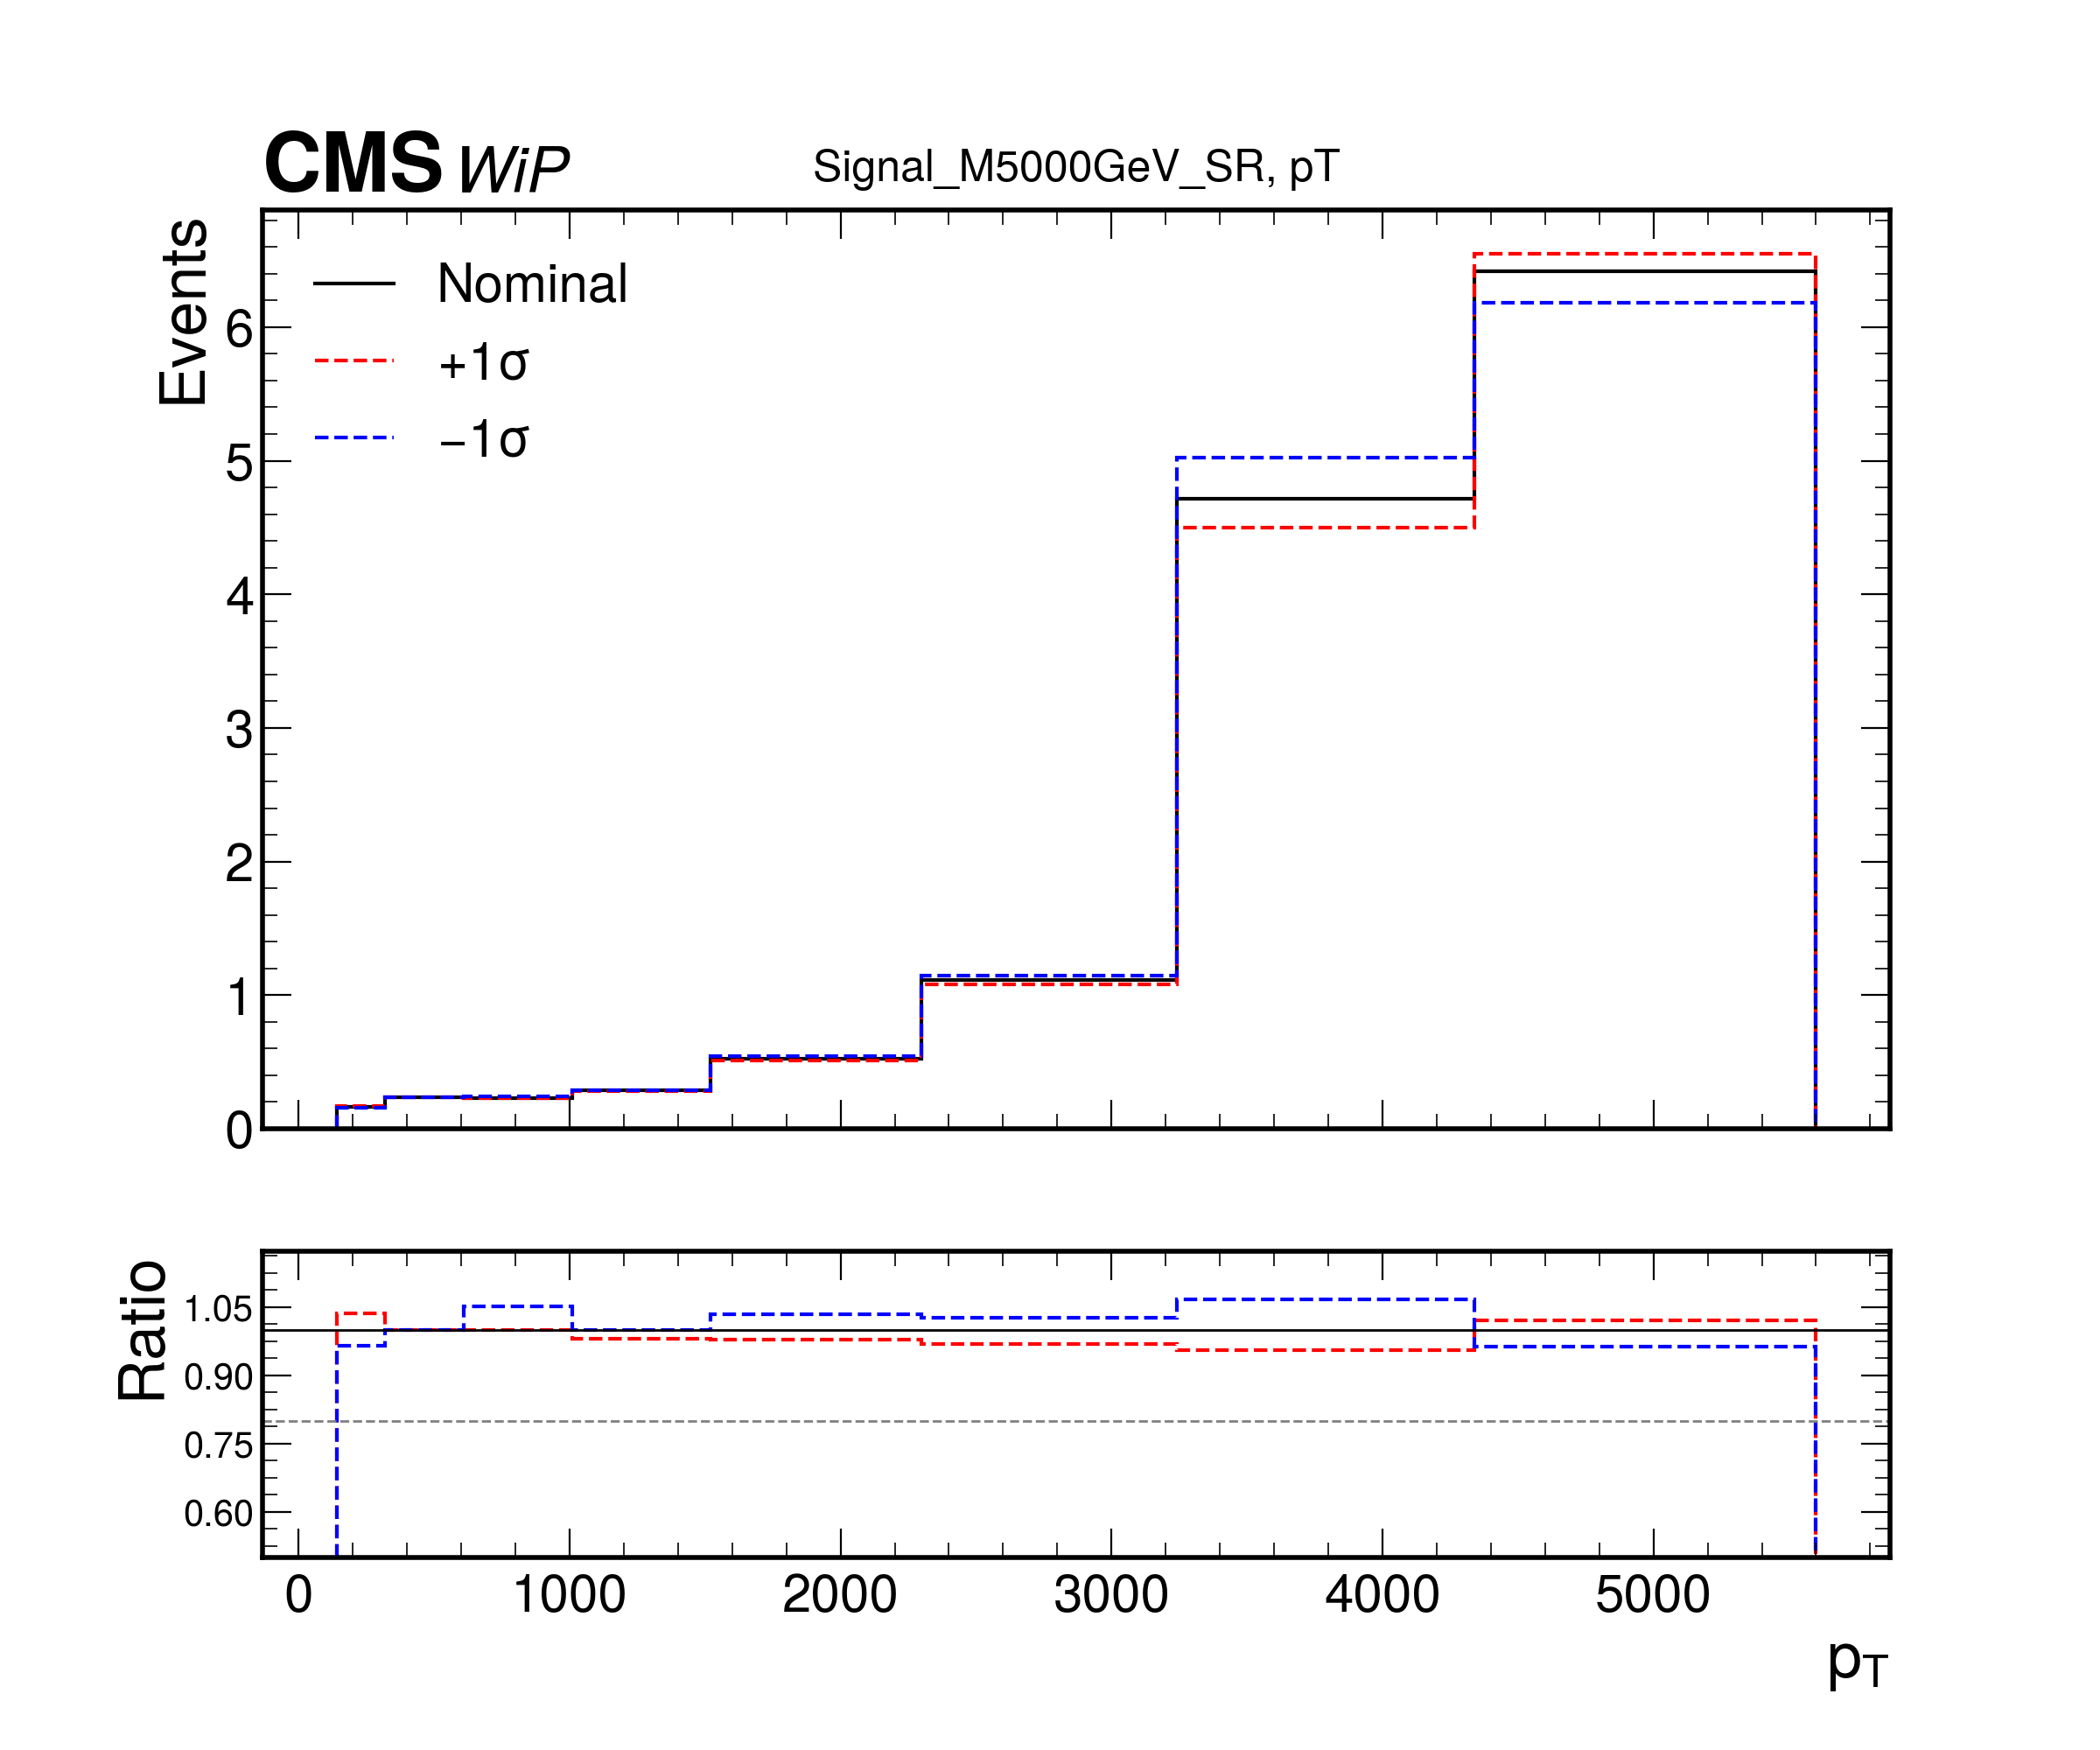 CMS WiP
Signal_M5000GeV_SR, pT
Events
Nominal
+1σ
−1σ
6
5
4
3
2
1
0
Ratio
1.05
0.90
0.75
0.60
0 1000 2000 3000 4000 5000
pT